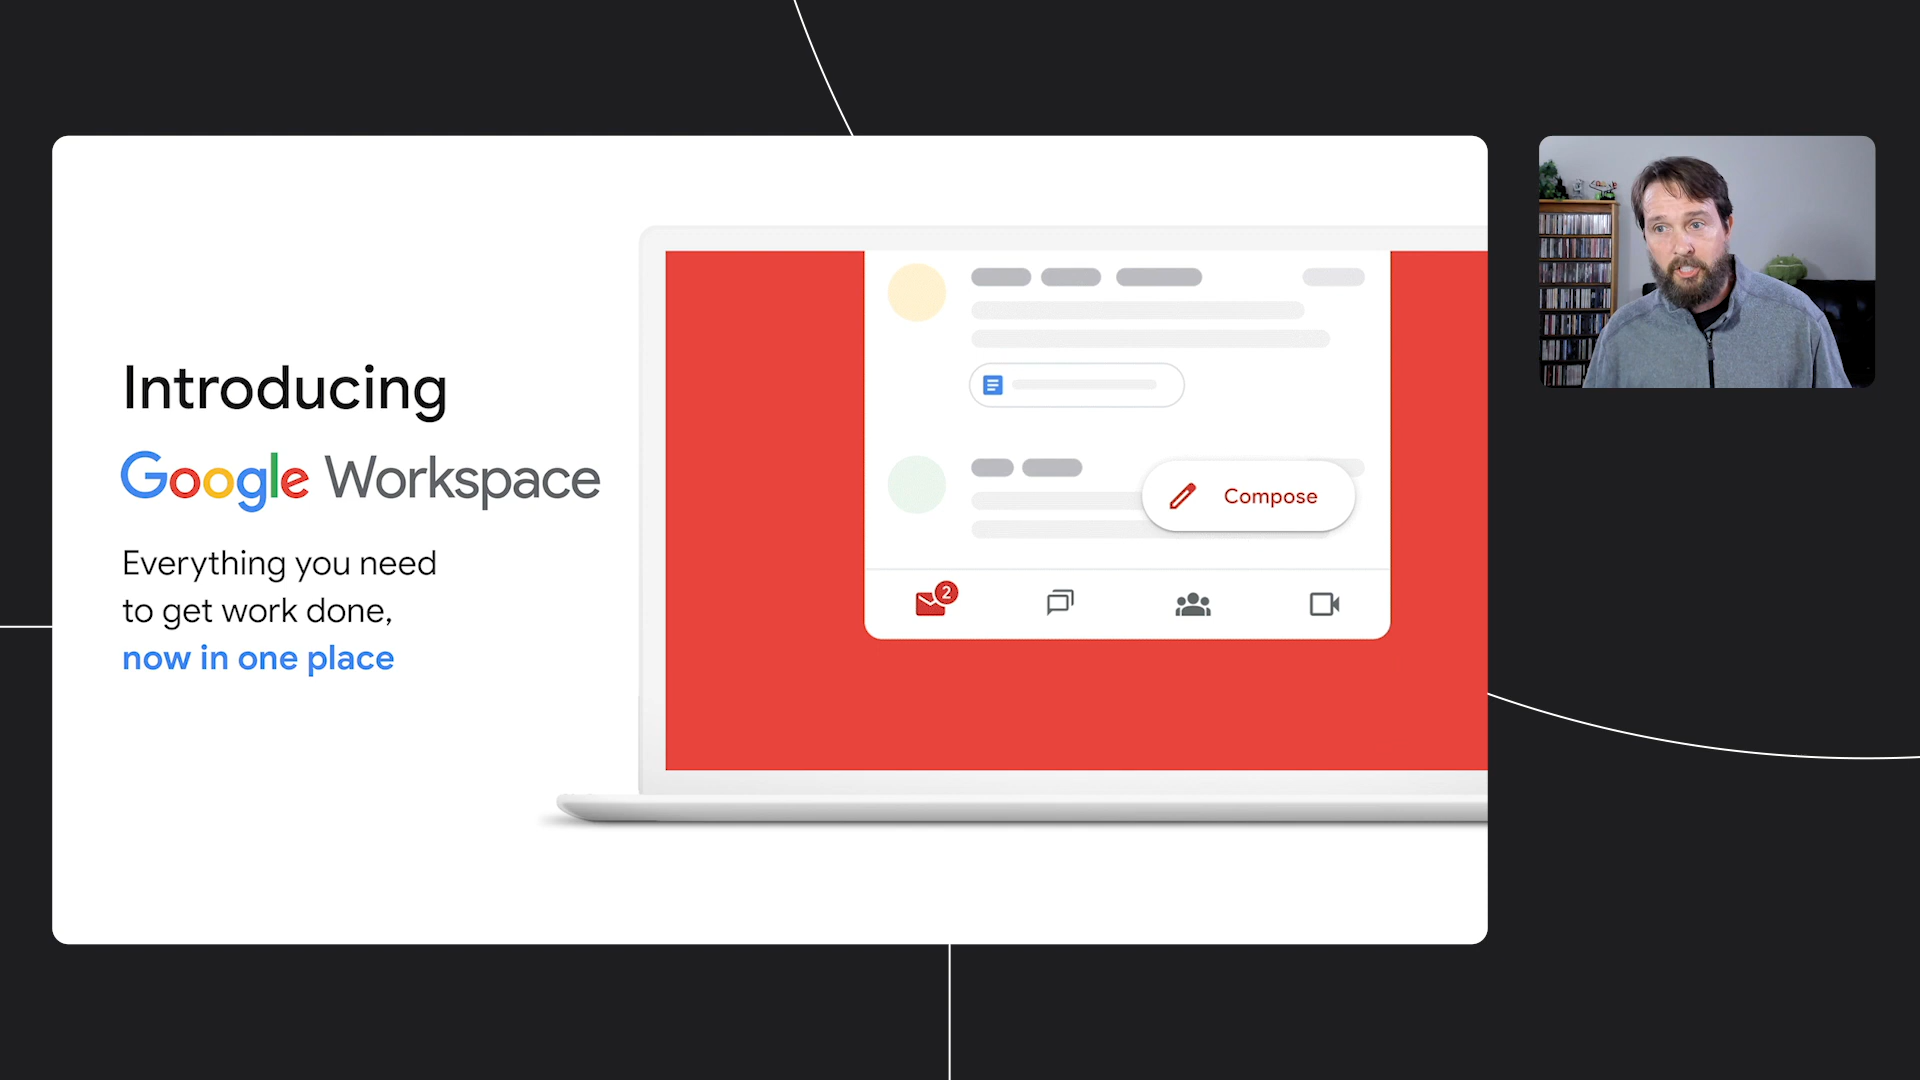 Introducing
Google Workspace
Everything you need
to get work done,
now in one place
Compose
2